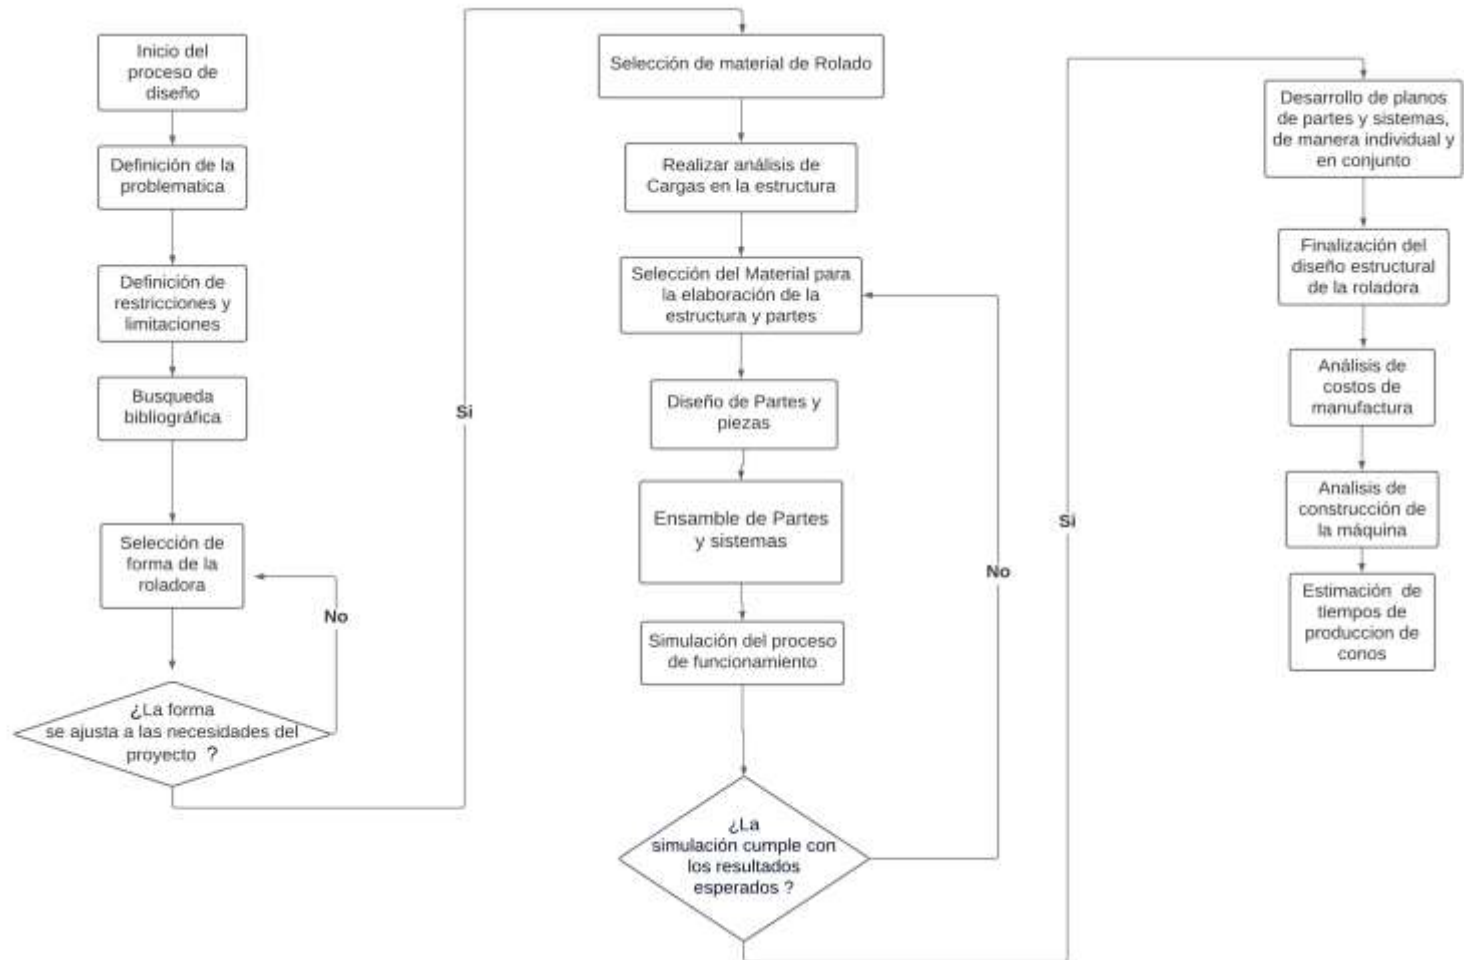 Inicio del
proceso de
diseño
Definición de la
problematica
Definición de
restricciones y
limitaciones
Busqueda
bibliográfica
Selección de
forma de la
roladora
No
¿La forma
se ajusta a las necesidades del
proyecto ?
Si
Selección de material de Rolado
Realizar análisis de
Cargas en la estructura
Selección del Material para
la elaboración de la
estructura y partes
Diseño de Partes y
piezas
Ensamble de Partes
y sistemas
Simulación del proceso
de funcionamiento
No
¿La
simulación cumple con
los resultados
esperados ?
Si
Desarrollo de planos
de partes y sistemas,
de manera individual y
en conjunto
Finalización del
diseño estructural
de la roladora
Análisis de
costos de
manufactura
Analisis de
construcción de
la máquina
Estimación de
tiempos de
produccion de
conos